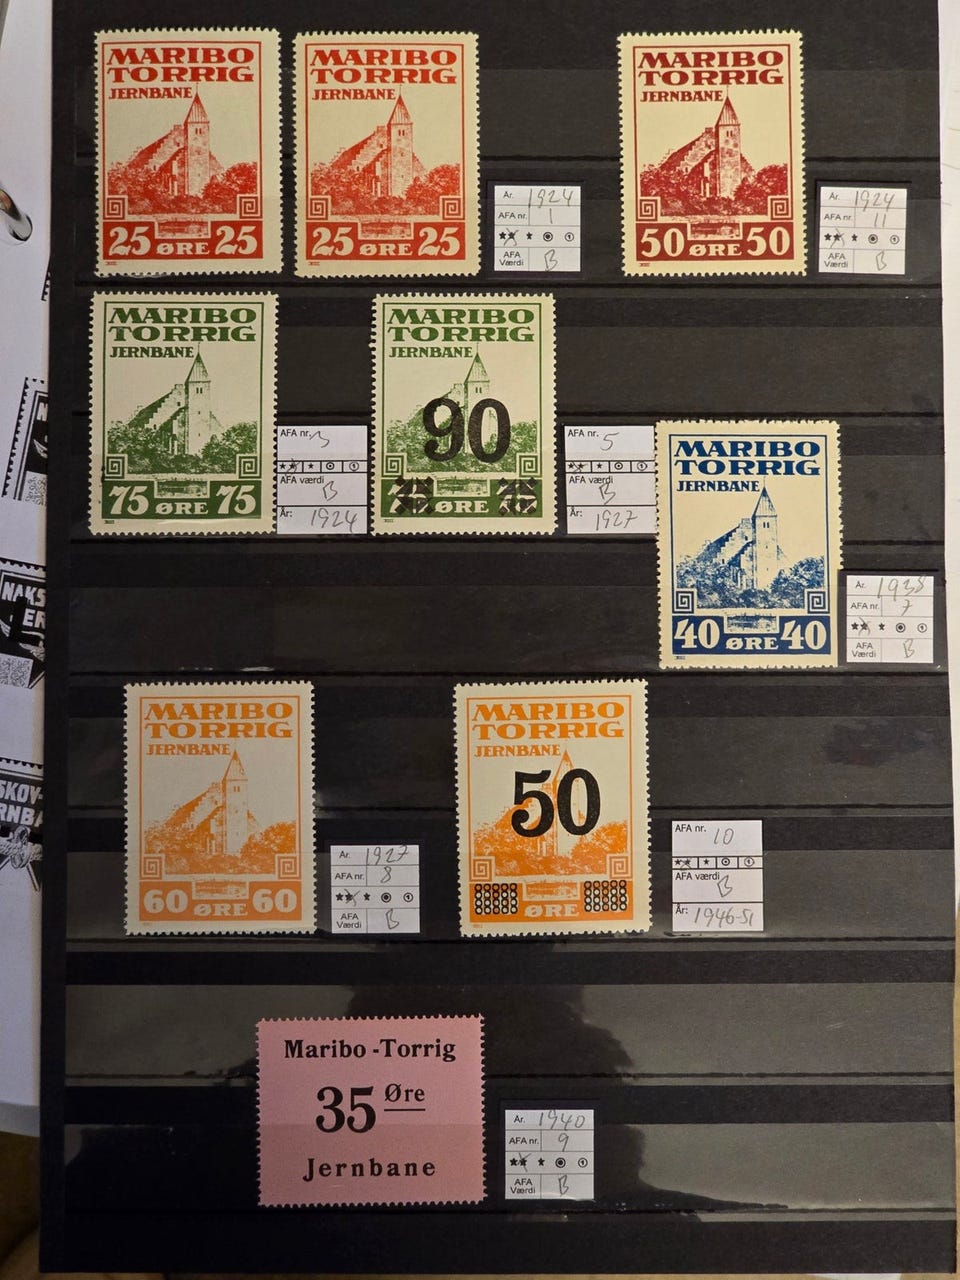 MARIBO
TORRIG
JERNBANE
25 ØRE 25
MARIBO
TORRIG
JERNBANE
25 ØRE 25
År. 1924
AFA nr. 1
AFA
Værdi B
MARIBO
TORRIG
JERNBANE
50 ØRE 50
År. 1924
AFA nr. 11
AFA
Værdi B
MARIBO
TORRIG
JERNBANE
75 ØRE 75
AFA nr. 3
AFA værdi
B
År: 1924
MARIBO
TORRIG
JERNBANE
90
ØRE
AFA nr. 5
AFA værdi
B
År: 1927
MARIBO
TORRIG
JERNBANE
40 ØRE 40
År. 1938
AFA nr. 7
AFA
Værdi B
MARIBO
TORRIG
JERNBANE
60 ØRE 60
År. 1927
AFA nr. 8
AFA
Værdi B
MARIBO
TORRIG
JERNBANE
50
ØRE
AFA nr. 10
AFA værdi
B
År: 1946-51
Maribo - Torrig
35 Øre
Jernbane
År. 1940
AFA nr. 9
AFA
Værdi B
NAKS
ER
SKOV-
RNB